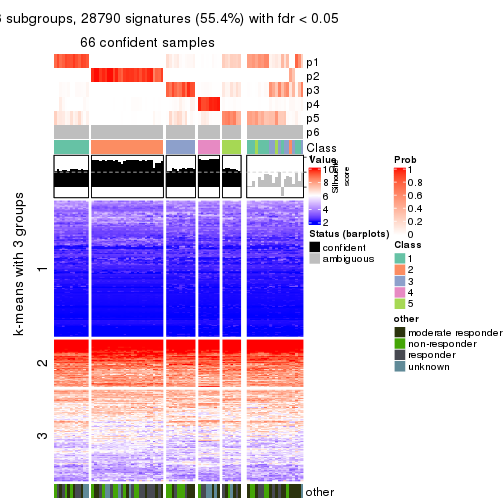 subgroups, 28790 signatures (55.4%) with fdr < 0.05
66 confident samples
p1
p2
p3
p4
p5
p6
Class
k-means with 3 groups
1
2
3
other
Value
10
8
6
4
2
Silhouette
score
Status (barplots)
confident
ambiguous
Prob
1
0.8
0.6
0.4
0.2
0
Class
1
2
3
4
5
other
moderate responder
non-responder
responder
unknown